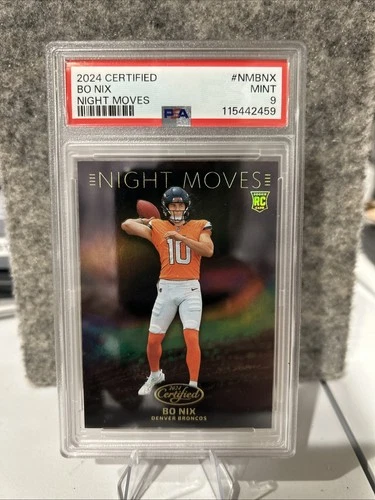 2024 CERTIFIED #NMBNX
BO NIX MINT
NIGHT MOVES PSA 9
115442459
NIGHT MOVES
RC
10
2024
Certified
BO NIX
DENVER BRONCOS